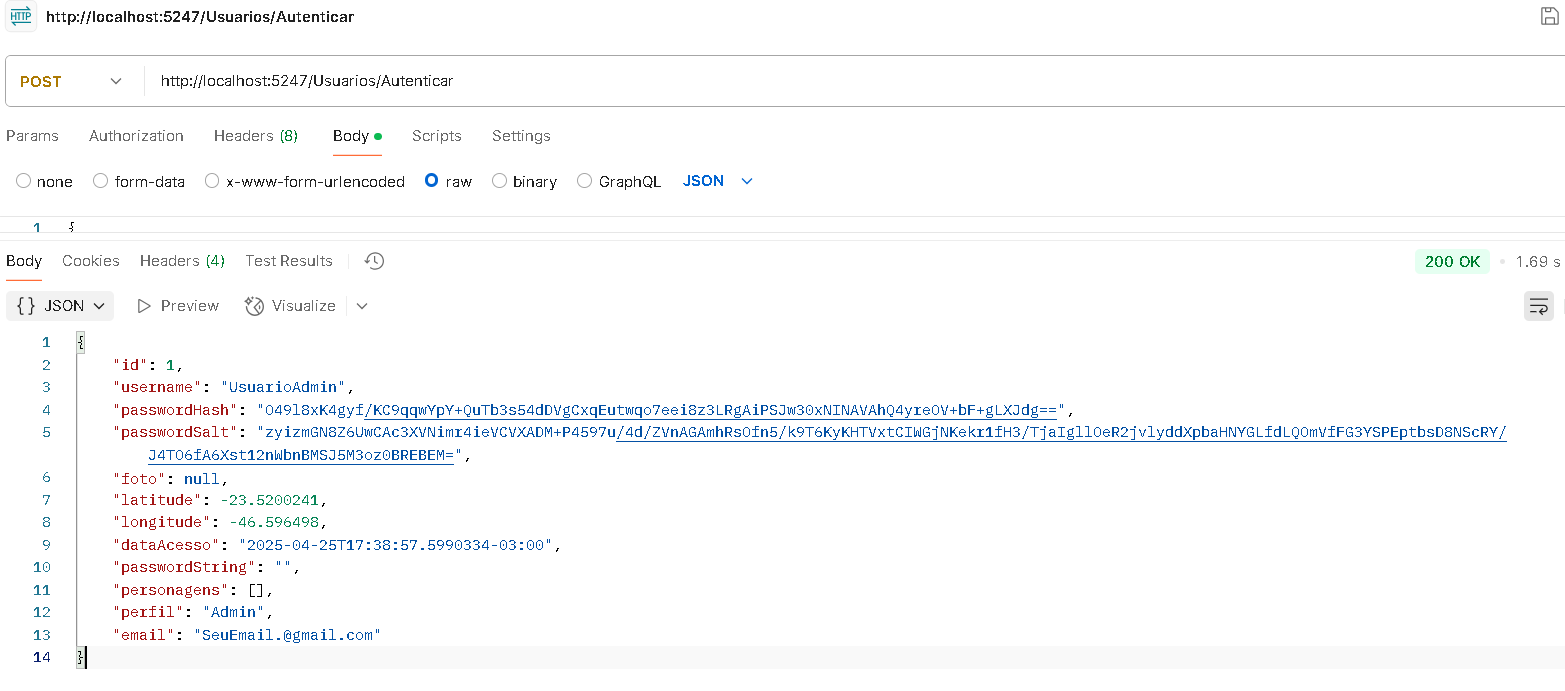 HTTP http://localhost:5247/Usuarios/Autenticar
POST http://localhost:5247/Usuarios/Autenticar
Params Authorization Headers (8) Body Scripts Settings
none form-data x-www-form-urlencoded raw binary GraphQL JSON
1 {
Body Cookies Headers (4) Test Results 200 OK 1.69 s
{} JSON Preview Visualize
1 {
2 "id": 1,
3 "username": "UsuarioAdmin",
4 "passwordHash": "O49l8xK4gyf/KC9qqwYpY+QuTb3s54dDVgCxqEutwqo7eei8z3LRgAiPSJw30xNINAVAhQ4yreOV+bF+gLXJdg==",
5 "passwordSalt": "zyizmGN8Z6UwCAc3XVNimr4ieVCVXADM+P4597u/4d/ZVnAGAmhRsOfn5/k9T6KyKHTVxtCIWGjNKekr1fH3/TjaIgllOeR2jvlyddXpbaHNYGLfdLQOmVfFG3YSPEptbsD8NScRY/
J4TO6fA6Xst12nWbnBMSJ5M3oz0BREBEM=",
6 "foto": null,
7 "latitude": -23.5200241,
8 "longitude": -46.596498,
9 "dataAcesso": "2025-04-25T17:38:57.5990334-03:00",
10 "passwordString": "",
11 "personagens": [],
12 "perfil": "Admin",
13 "email": "SeuEmail.@gmail.com"
14 }